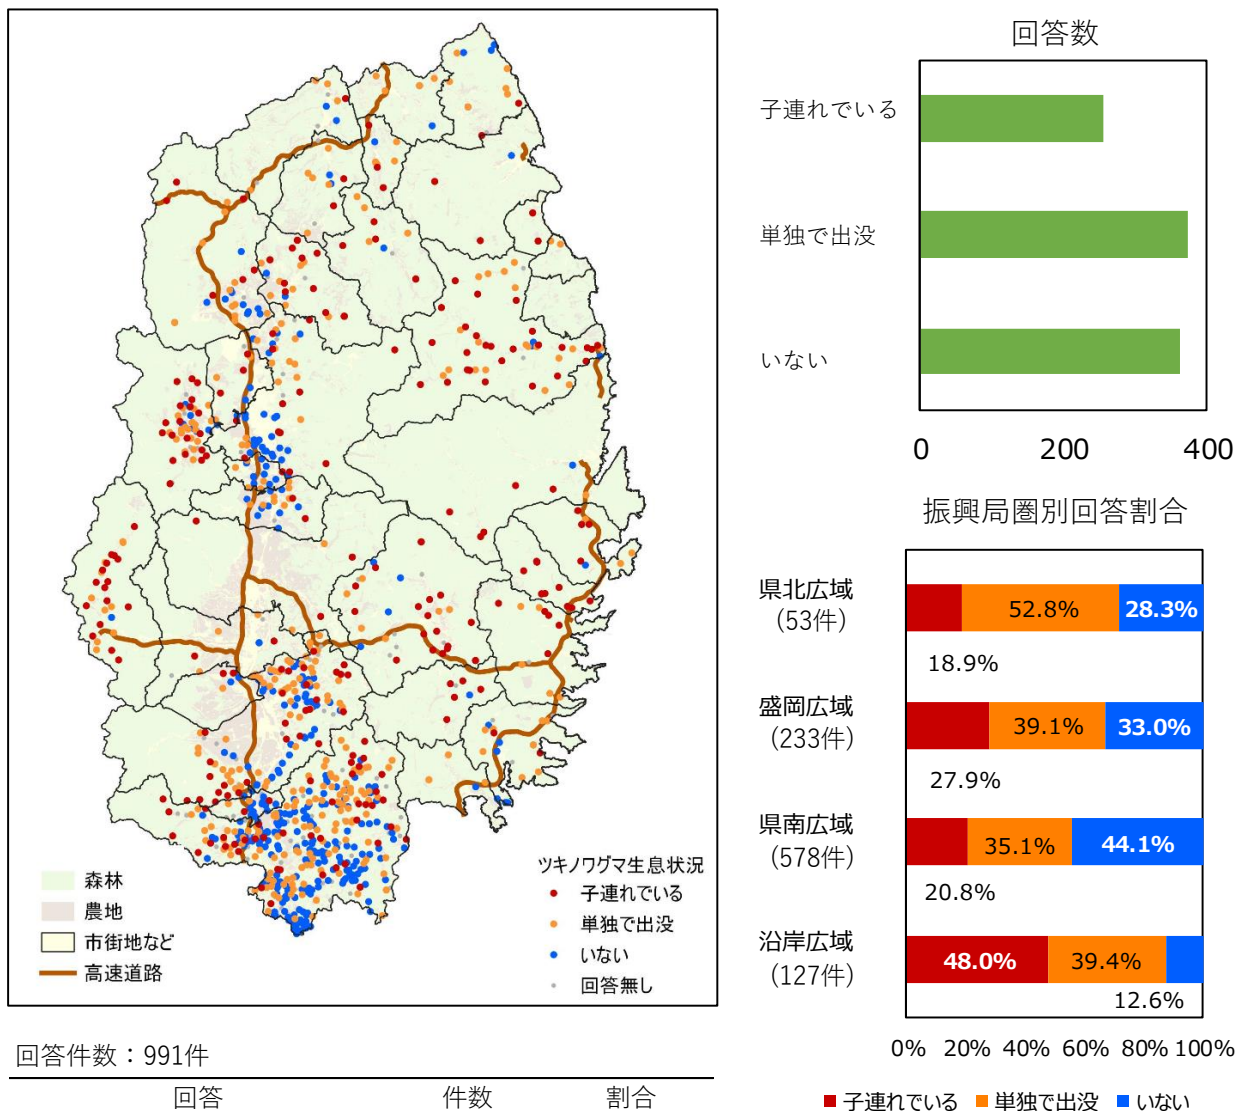 森林
農地
市街地など
高速道路
ツキノワグマ生息状況
子連れでいる
単独で出没
いない
回答無し
回答数
子連れでいる
単独で出没
いない
0 200 400
振興局圏別回答割合
県北広域
(53件)
52.8% 28.3%
18.9%
盛岡広域
(233件)
39.1% 33.0%
27.9%
県南広域
(578件)
35.1% 44.1%
20.8%
沿岸広域
(127件)
48.0% 39.4%
12.6%
0% 20% 40% 60% 80% 100%
子連れでいる 単独で出没 いない
回答件数：991件
回答 件数 割合